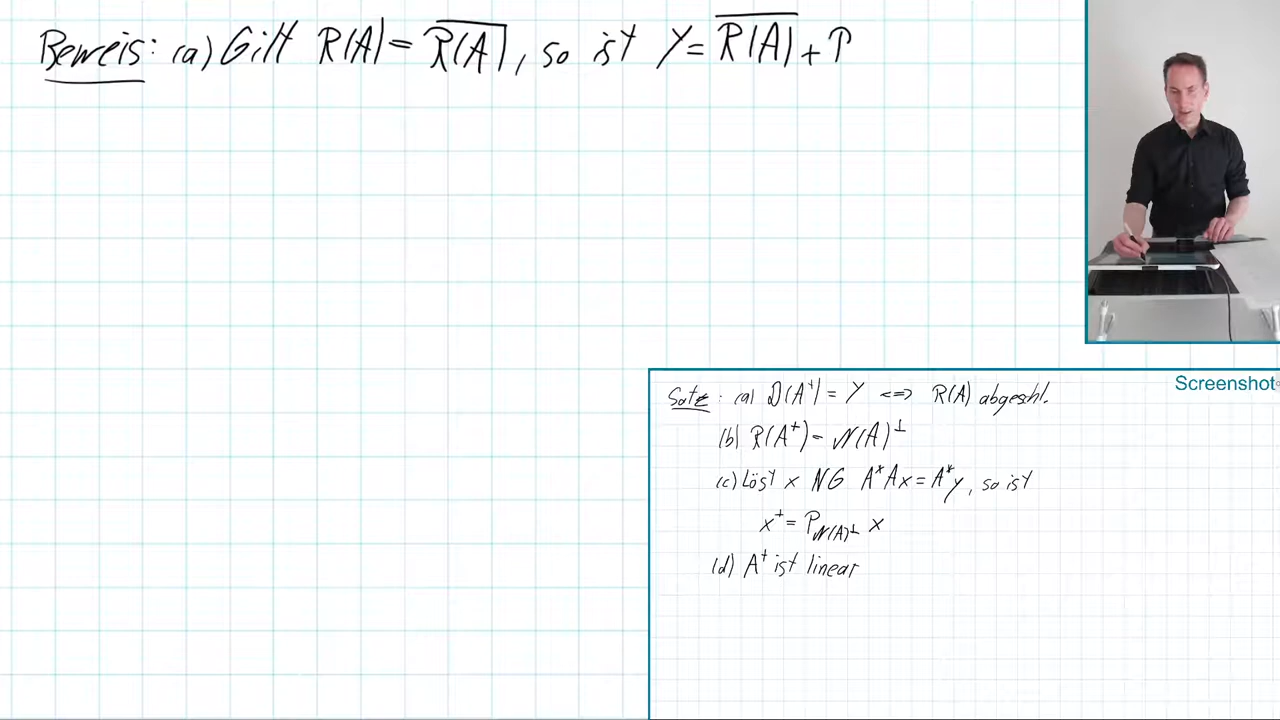 Beweis: (a) Gilt R(A) = \overline{R(A)}, so ist Y = \overline{R(A)} + 
Screenshot
Satz: (a) D(A⁺) = Y ⟺ R(A) abgeschl.
(b) R(A⁺) = N(A)^⊥
(c) Löst x NG A*Ax = A*y, so ist
x⁺ = P_{N(A)^⊥} x
(d) A⁺ ist linear